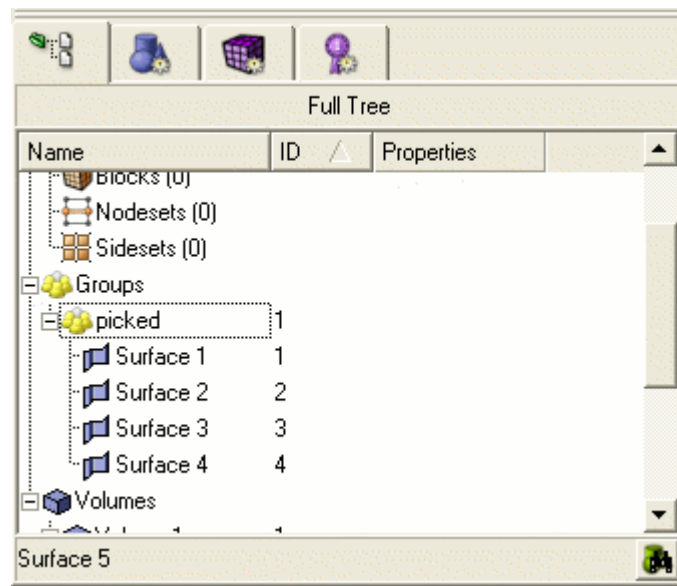 Full Tree
Name ID Properties
Blocks (0)
Nodesets (0)
Sidesets (0)
Groups
picked 1
Surface 1 1
Surface 2 2
Surface 3 3
Surface 4 4
Volumes
Surface 5